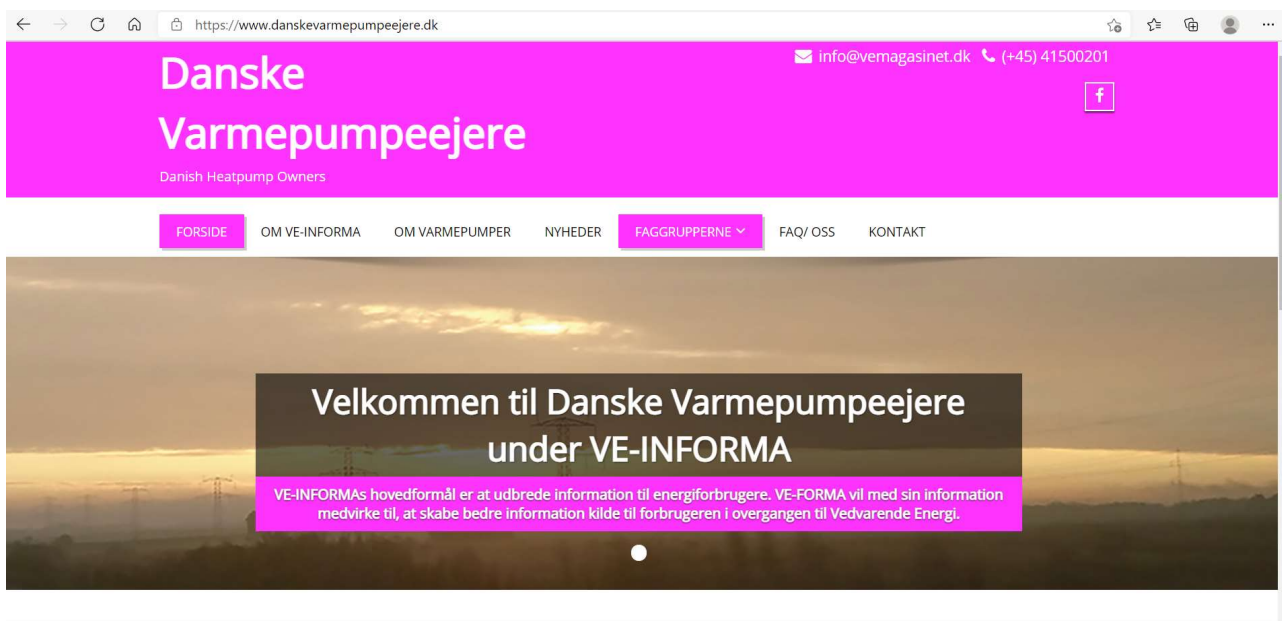 https://www.danskevarmepumpeejere.dk
info@vemagasinet.dk (+45) 41500201
Danske
Varmepumpeejere
Danish Heatpump Owners
FORSIDE OM VE-INFORMA OM VARMEPUMPER NYHEDER FAGGRUPPERNE FAQ/ OSS KONTAKT
Velkommen til Danske Varmepumpeejere
under VE-INFORMA
VE-INFORMAs hovedformål er at udbrede information til energiforbrugere. VE-FORMA vil med sin information
medvirke til, at skabe bedre information kilde til forbrugeren i overgangen til Vedvarende Energi.